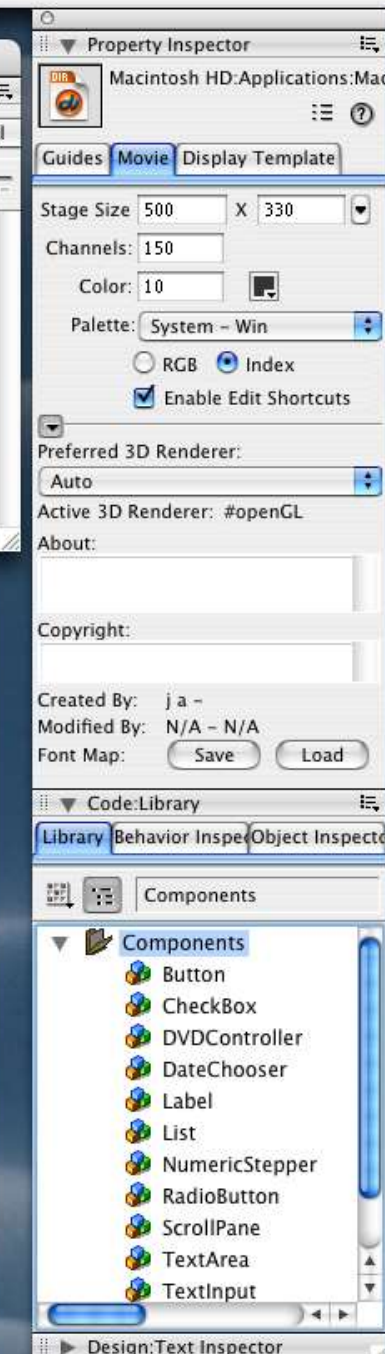 Property Inspector
DIR
Macintosh HD:Applications:Mac
Guides Movie Display Template
Stage Size 500 X 330
Channels: 150
Color: 10
Palette: System - Win
RGB Index
Enable Edit Shortcuts
Preferred 3D Renderer:
Auto
Active 3D Renderer: #openGL
About:
Copyright:
Created By: j a -
Modified By: N/A - N/A
Font Map: Save Load
Code:Library
Library Behavior Inspe Object Inspecto
Components
Components
Button
CheckBox
DVDController
DateChooser
Label
List
NumericStepper
RadioButton
ScrollPane
TextArea
TextInput
Design:Text Inspector